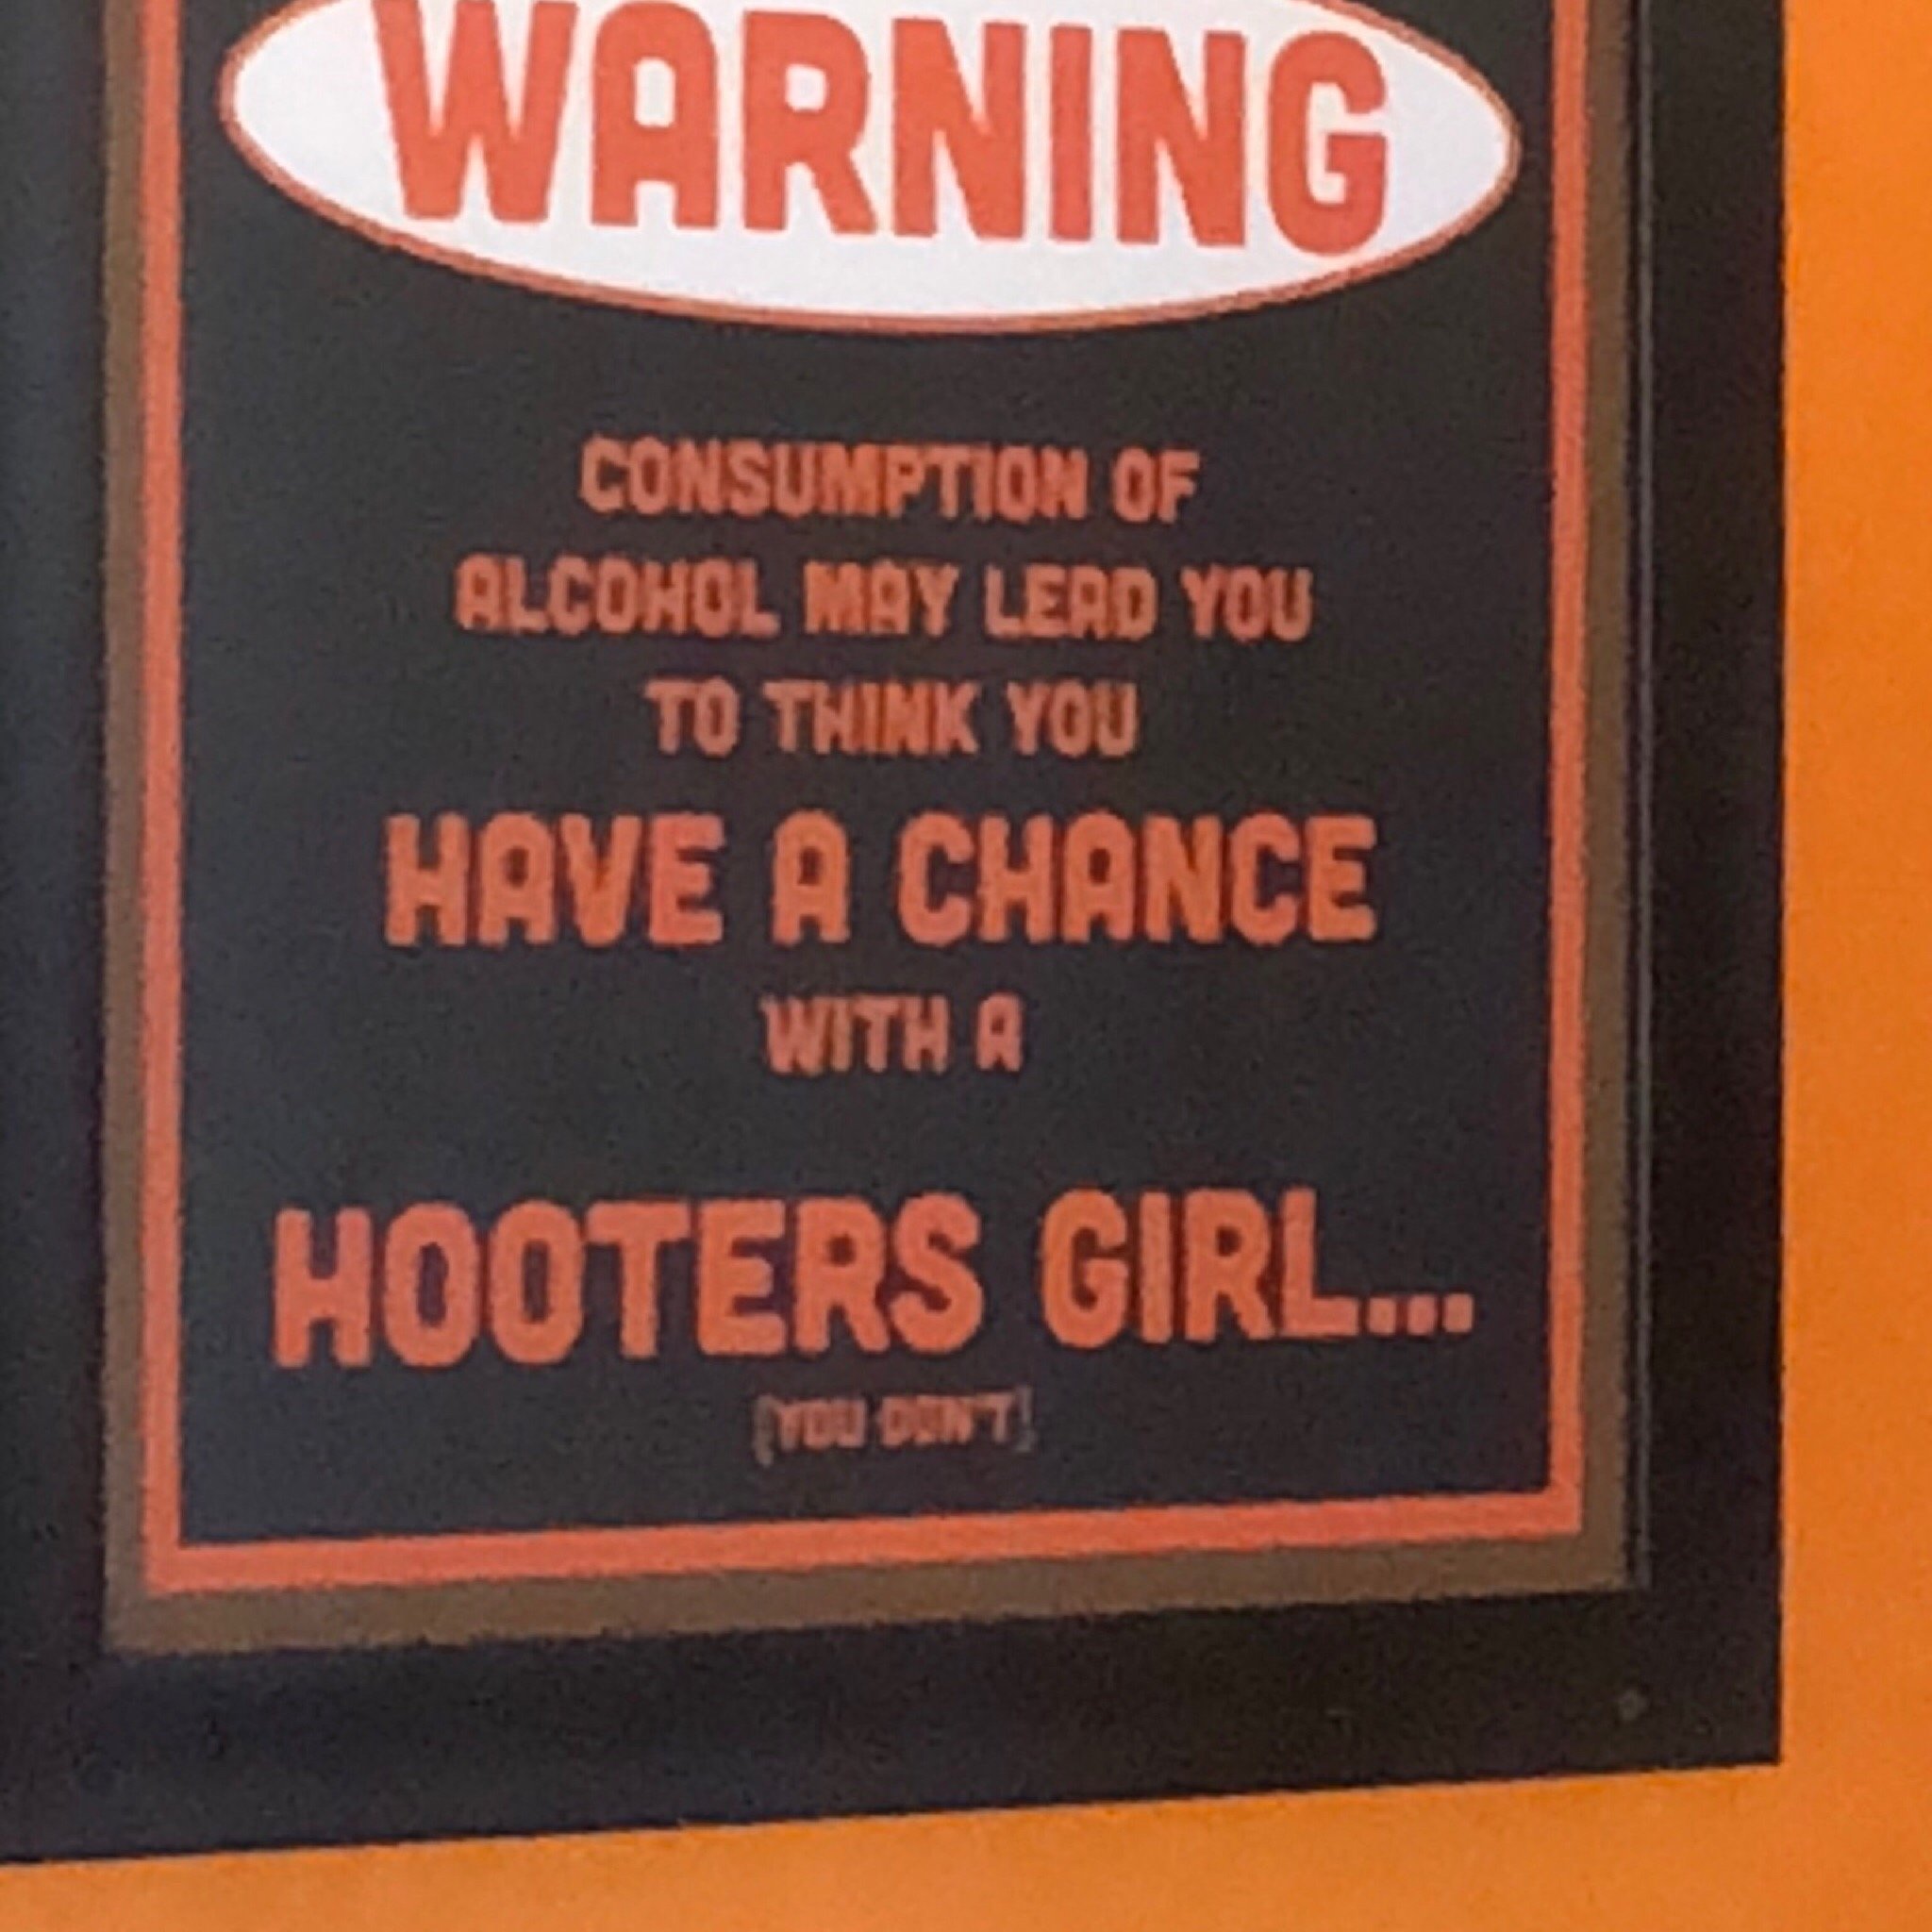 WARNING
CONSUMPTION OF
ALCOHOL MAY LEAD YOU
TO THINK YOU
HAVE A CHANCE
WITH A
HOOTERS GIRL...
(YOU DON'T)